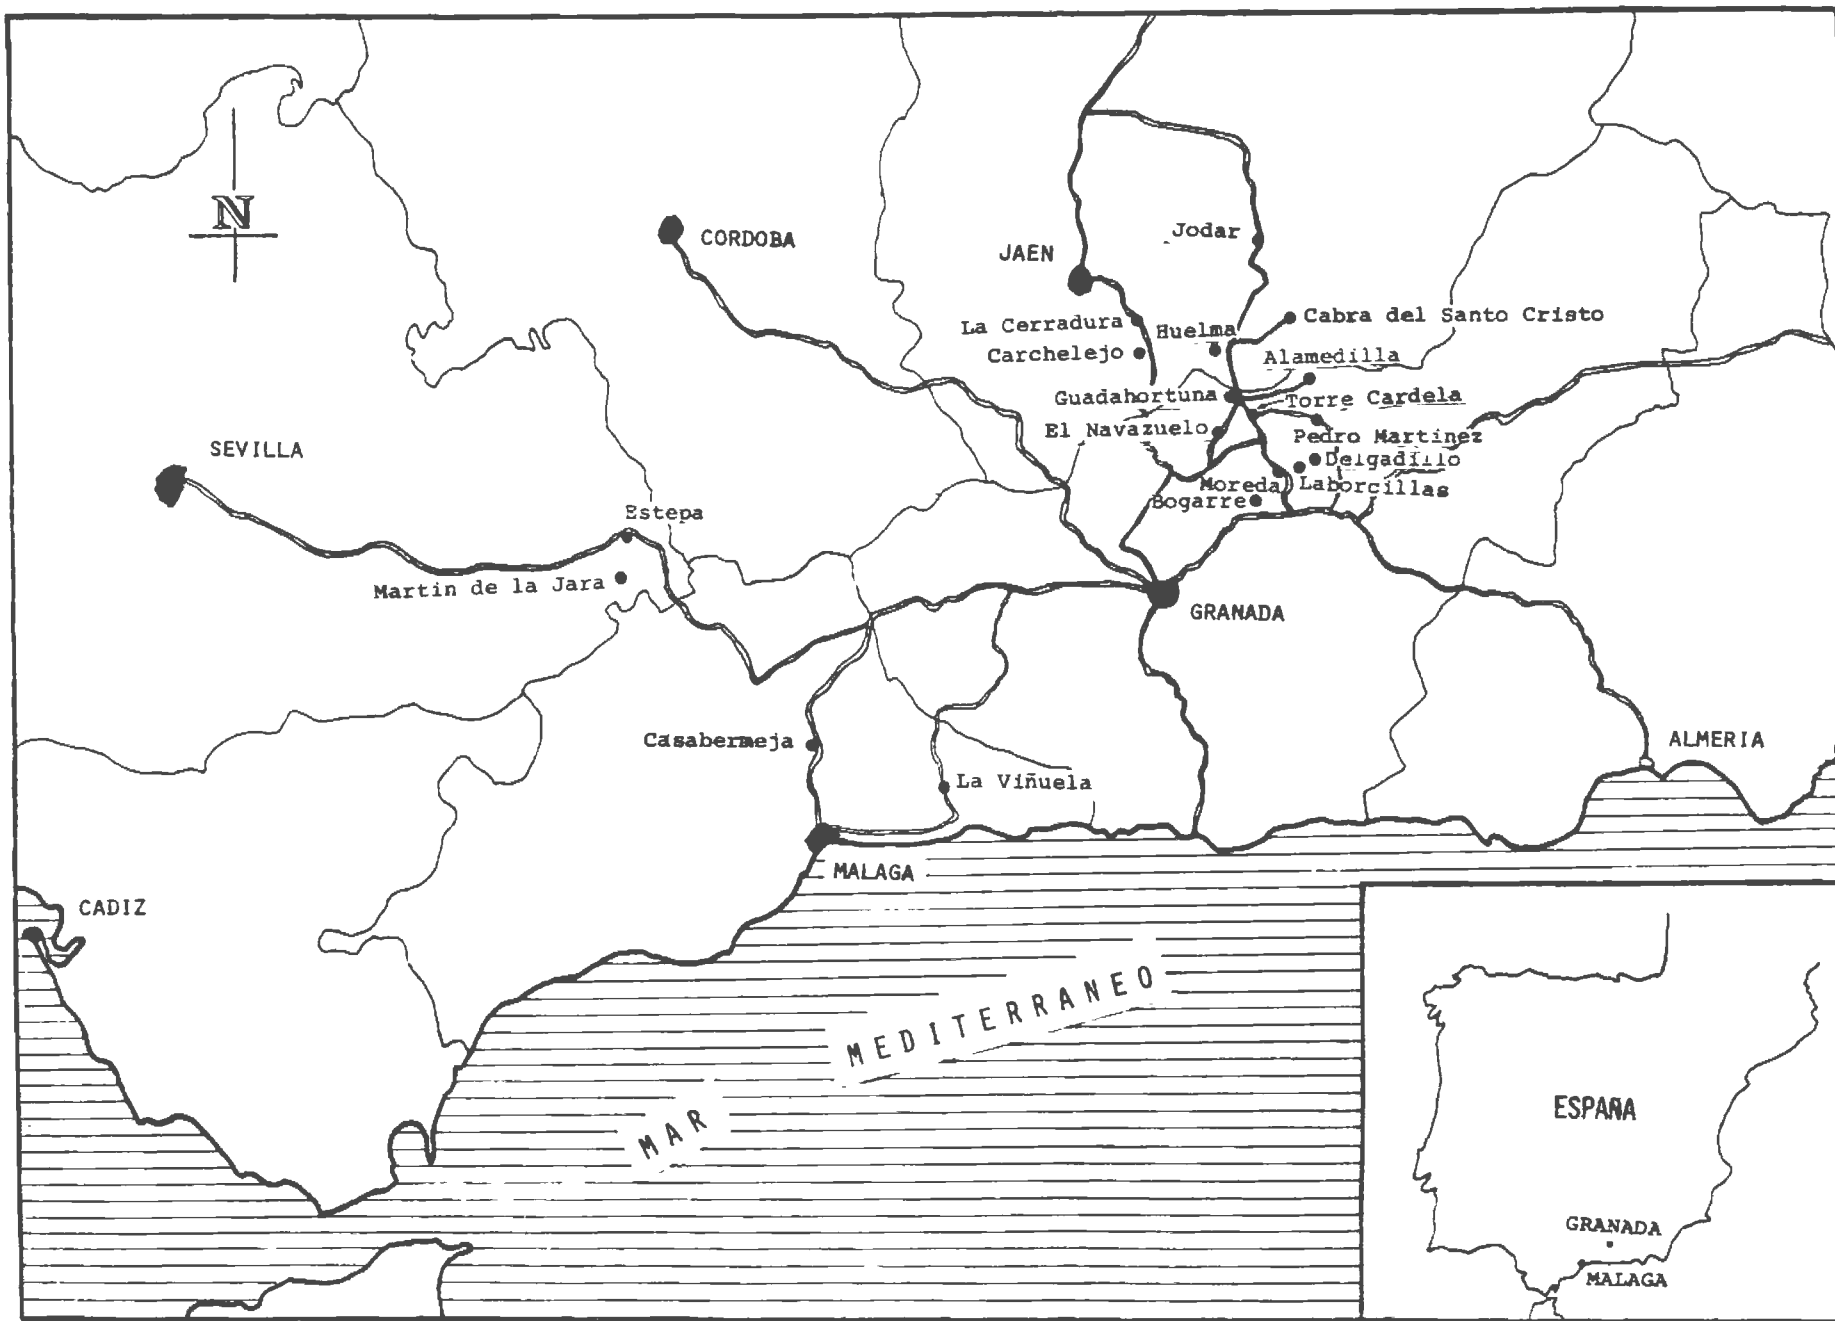 N
CORDOBA
JAEN
Jodar
La Cerradura
Huelma
Cabra del Santo Cristo
Carchelejo
Alamedilla
Guadahortuna
Torre Cardela
El Navazuelo
Pedro Martinez
SEVILLA
Delgadillo
Moreda
Laborcillas
Bogarre
Estepa
Martin de la Jara
GRANADA
Casabermeja
ALMERIA
La Viñuela
MALAGA
CADIZ
MAR MEDITERRANEO
ESPAÑA
GRANADA
MALAGA